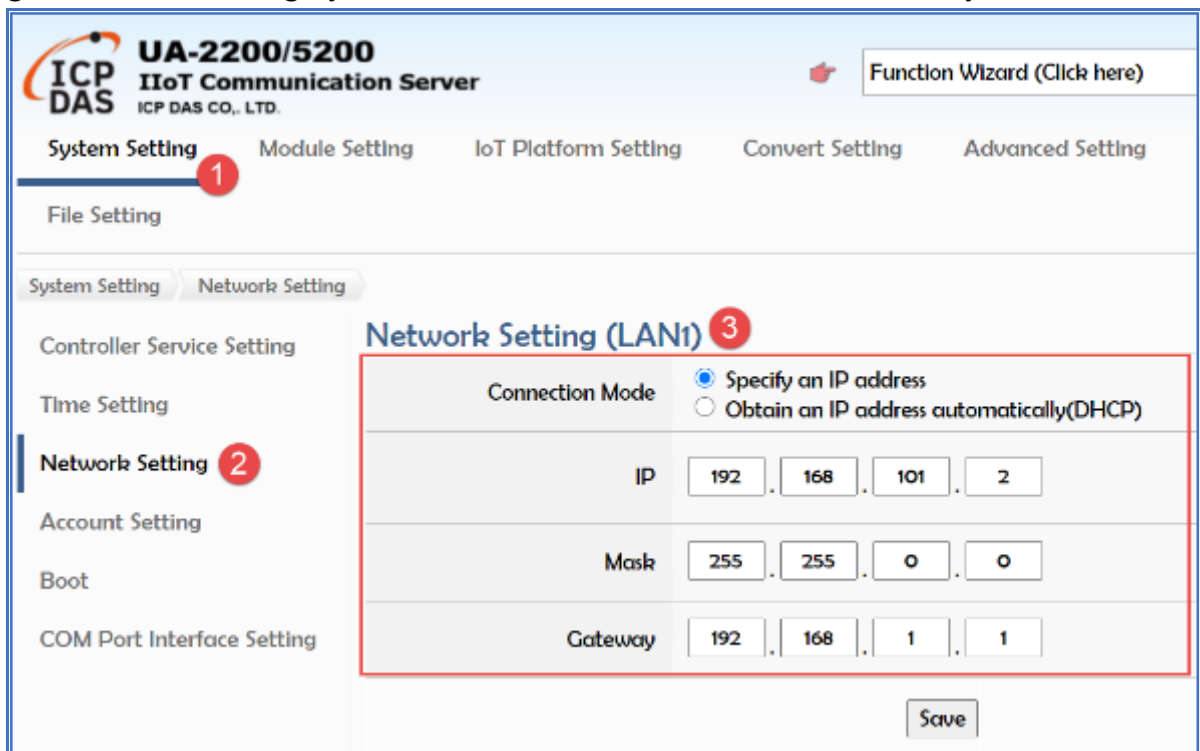 UA-2200/5200
IIoT Communication Server
ICP DAS CO,. LTD.
ICP
DAS
Function Wizard (Click here)
System Setting Module Setting IoT Platform Setting Convert Setting Advanced Setting
1
File Setting
System Setting Network Setting
Controller Service Setting
Time Setting
Network Setting 2
Account Setting
Boot
COM Port Interface Setting
Network Setting (LAN1) 3
Connection Mode Specify an IP address
Obtain an IP address automatically(DHCP)
IP 192 . 168 . 101 . 2
Mask 255 . 255 . 0 . 0
Gateway 192 . 168 . 1 . 1
Save